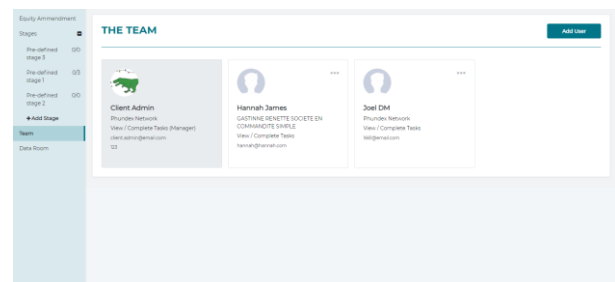 Equity Ammendment
Stages
Pre-defined stage 3 0/0
Pre-defined stage 1 0/3
Pre-defined stage 2 0/0
+Add Stage
Team
Data Room
THE TEAM
Add User
Client Admin
Phundex Network
View / Complete Tasks (Manager)
client.admin@email.com
123
Hannah James
GASTINNE RENETTE SOCIETE EN
COMMANDITE SIMPLE
View / Complete Tasks
hannah@hannah.com
Joel DM
Phundex Network
View / Complete Tasks